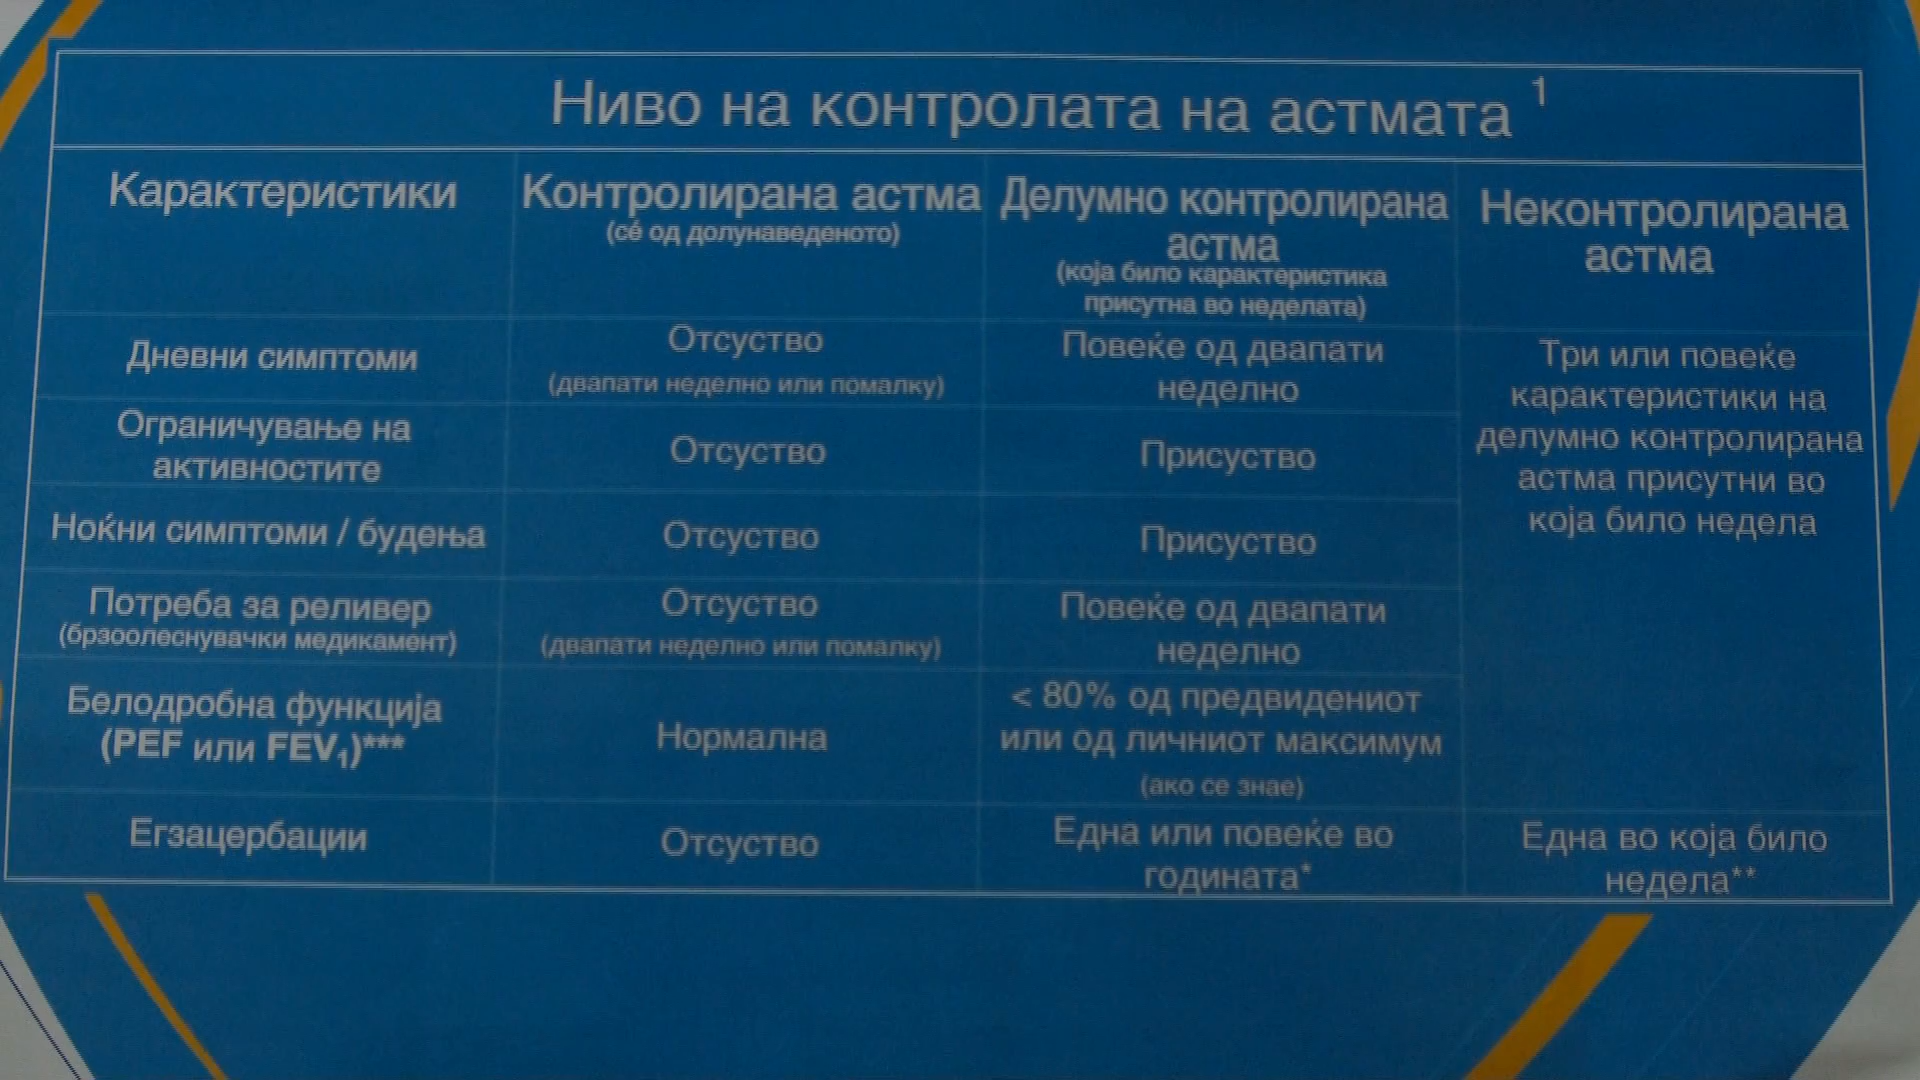 Ниво на контролата на астмата 1
Карактеристики
Контролирана астма
(сé од долунаведеното)
Делумно контролирана
астма
(која било карактеристика
присутна во неделата)
Неконтролирана
астма
Дневни симптоми
Отсуство
(двапати неделно или помалку)
Повеќе од двапати
неделно
Три или повеќе
карактеристики на
делумно контролирана
астма присутни во
која било недела
Ограничување на
активностите
Отсуство
Присуство
Ноќни симптоми / будења
Отсуство
Присуство
Потреба за реливер
(брзоолеснувачки медикамент)
Отсуство
(двапати неделно или помалку)
Повеќе од двапати
неделно
Белодробна функција
(PEF или FEV₁)***
Нормална
< 80% од предвидениот
или од личниот максимум
(ако се знае)
Егзацербации
Отсуство
Една или повеќе во
годината*
Една во која било
недела**